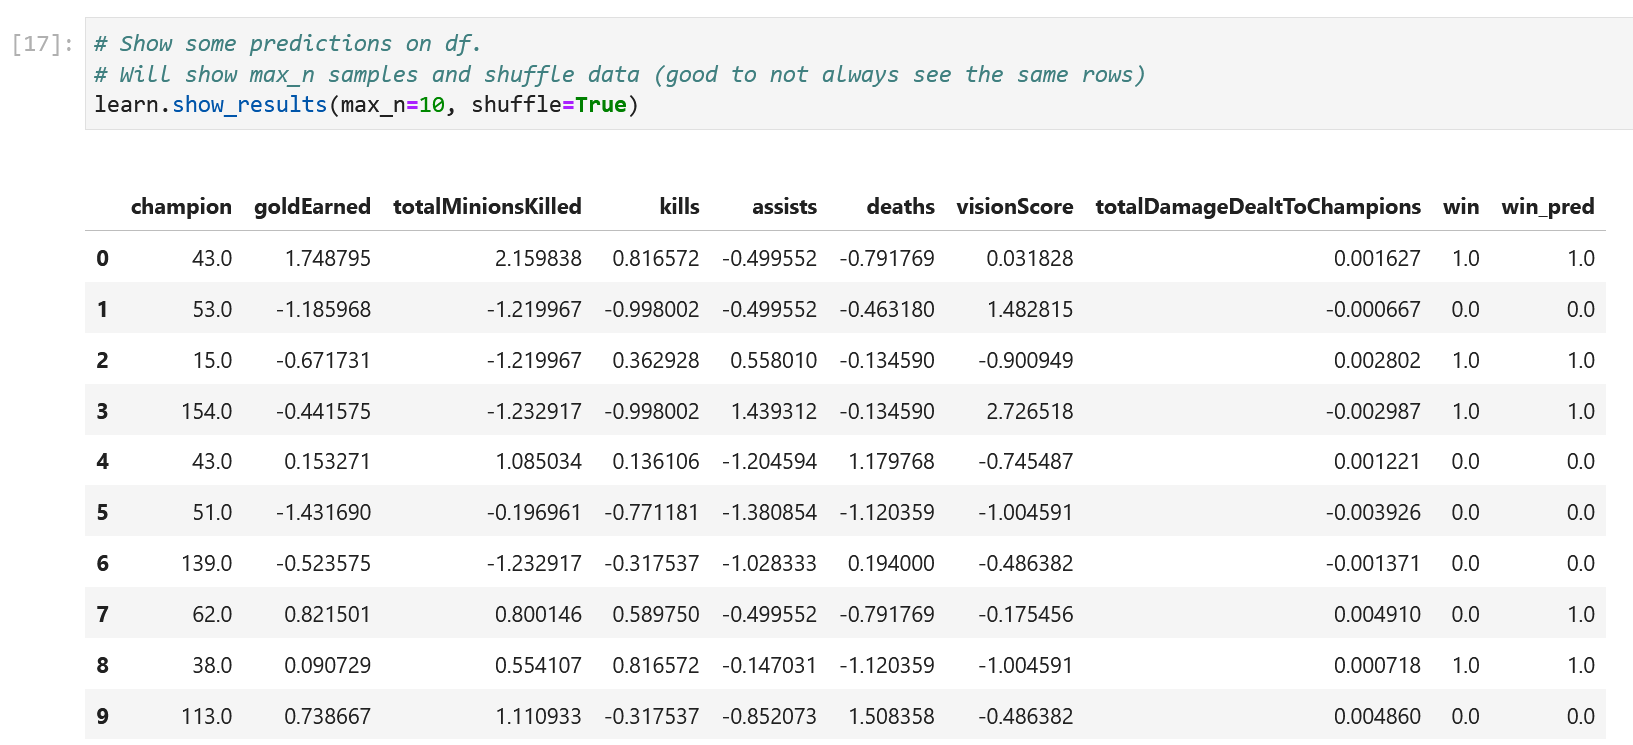 [17]: # Show some predictions on df.
# Will show max_n samples and shuffle data (good to not always see the same rows)
learn.show_results(max_n=10, shuffle=True)
champion goldEarned totalMinionsKilled kills assists deaths visionScore totalDamageDealtToChampions win win_pred
0 43.0 1.748795 2.159838 0.816572 -0.499552 -0.791769 0.031828 0.001627 1.0 1.0
1 53.0 -1.185968 -1.219967 -0.998002 -0.499552 -0.463180 1.482815 -0.000667 0.0 0.0
2 15.0 -0.671731 -1.219967 0.362928 0.558010 -0.134590 -0.900949 0.002802 1.0 1.0
3 154.0 -0.441575 -1.232917 -0.998002 1.439312 -0.134590 2.726518 -0.002987 1.0 1.0
4 43.0 0.153271 1.085034 0.136106 -1.204594 1.179768 -0.745487 0.001221 0.0 0.0
5 51.0 -1.431690 -0.196961 -0.771181 -1.380854 -1.120359 -1.004591 -0.003926 0.0 0.0
6 139.0 -0.523575 -1.232917 -0.317537 -1.028333 0.194000 -0.486382 -0.001371 0.0 0.0
7 62.0 0.821501 0.800146 0.589750 -0.499552 -0.791769 -0.175456 0.004910 0.0 1.0
8 38.0 0.090729 0.554107 0.816572 -0.147031 -1.120359 -1.004591 0.000718 1.0 1.0
9 113.0 0.738667 1.110933 -0.317537 -0.852073 1.508358 -0.486382 0.004860 0.0 0.0